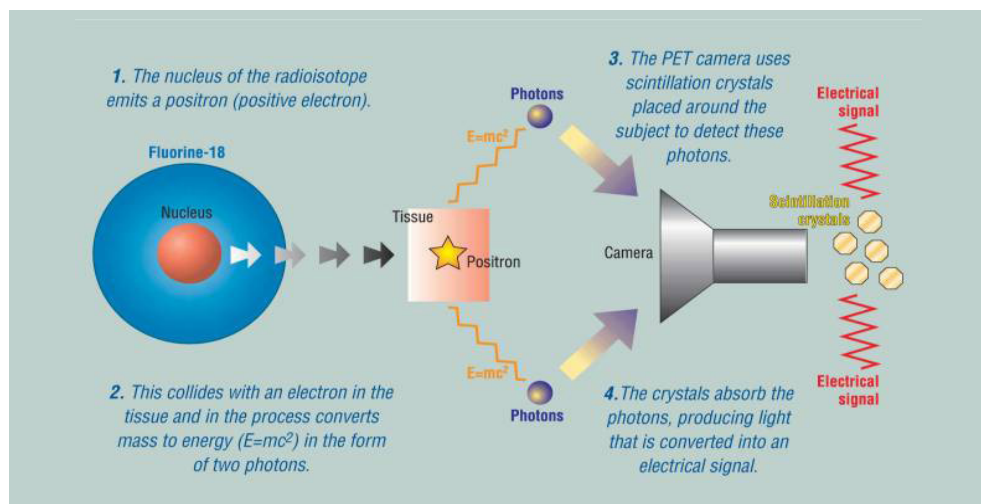 1. The nucleus of the radioisotope
emits a positron (positive electron).
Fluorine-18
Nucleus
2. This collides with an electron in the
tissue and in the process converts
mass to energy (E=mc²) in the form
of two photons.
Photons
E=mc²
Tissue
Positron
E=mc²
Photons
3. The PET camera uses
scintillation crystals
placed around the
subject to detect these
photons.
Camera
4. The crystals absorb the
photons, producing light
that is converted into an
electrical signal.
Electrical
signal
Scintillation
crystals
Electrical
signal